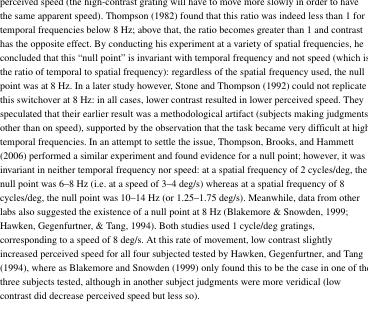 perceived speed (the high-contrast grating will have to move more slowly in order to have
the same apparent speed). Thompson (1982) found that this ratio was indeed less than 1 for
temporal frequencies below 8 Hz; above that, the ratio becomes greater than 1 and contrast
has the opposite effect. By conducting his experiment at a variety of spatial frequencies, he
concluded that this “null point” is invariant with temporal frequency and not speed (which is
the ratio of temporal to spatial frequency): regardless of the spatial frequency used, the null
point was at 8 Hz. In a later study however, Stone and Thompson (1992) could not replicate
this switchover at 8 Hz: in all cases, lower contrast resulted in lower perceived speed. They
speculated that their earlier result was a methodological artifact (subjects making judgments
other than on speed), supported by the observation that the task became very difficult at high
temporal frequencies. In an attempt to settle the issue, Thompson, Brooks, and Hammett
(2006) performed a similar experiment and found evidence for a null point; however, it was
invariant in neither temporal frequency nor speed: at a spatial frequency of 2 cycles/deg, the
null point was 6–8 Hz (i.e. at a speed of 3–4 deg/s) whereas at a spatial frequency of 8
cycles/deg, the null point was 10–14 Hz (or 1.25–1.75 deg/s). Meanwhile, data from other
labs also suggested the existence of a null point at 8 Hz (Blakemore & Snowden, 1999;
Hawken, Gegenfurtner, & Tang, 1994). Both studies used 1 cycle/deg gratings,
corresponding to a speed of 8 deg/s. At this rate of movement, low contrast slightly
increased perceived speed for all four subjected tested by Hawken, Gegenfurtner, and Tang
(1994), where as Blakemore and Snowden (1999) only found this to be the case in one of the
three subjects tested, although in another subject judgments were more veridical (low
contrast did decrease perceived speed but less so).